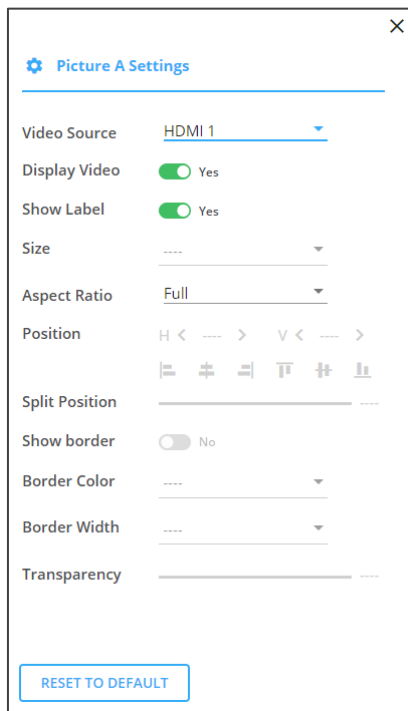 Picture A Settings
Video Source HDMI 1
Display Video Yes
Show Label Yes
Size ----
Aspect Ratio Full
Position H < ---- > V < ---- >
Split Position ----
Show border No
Border Color ----
Border Width ----
Transparency ----
RESET TO DEFAULT